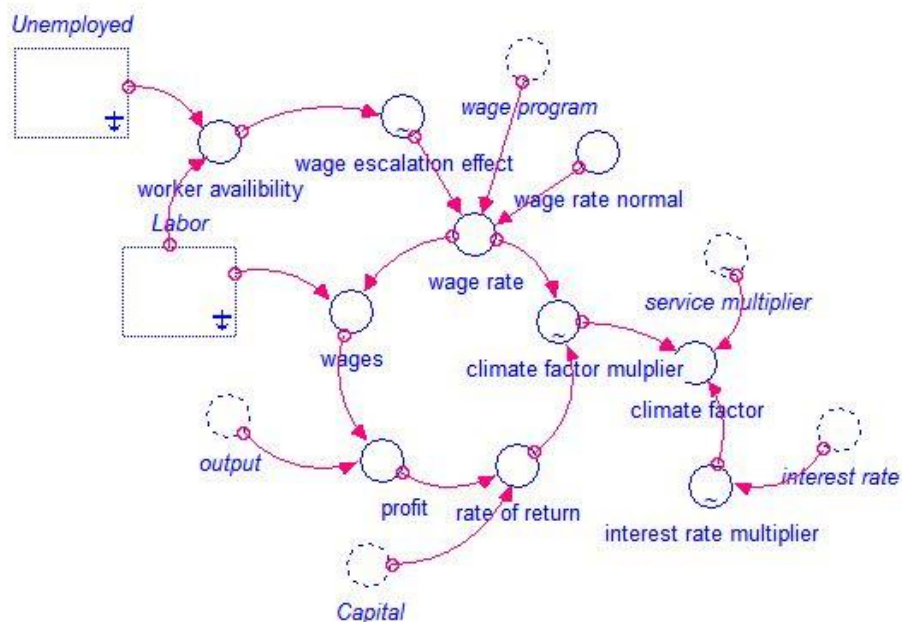 Unemployed
wage program
wage escalation effect
worker availibility
wage rate normal
Labor
wage rate
service multiplier
wages
climate factor mulplier
climate factor
output
interest rate
profit
rate of return
interest rate multiplier
Capital